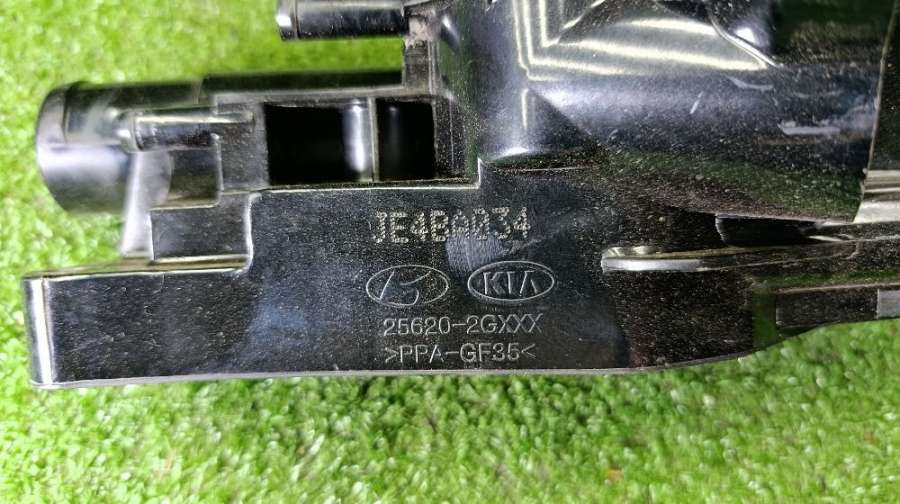 JE4BA034
KIA
25620-2GXXX
>PPA-GF35<